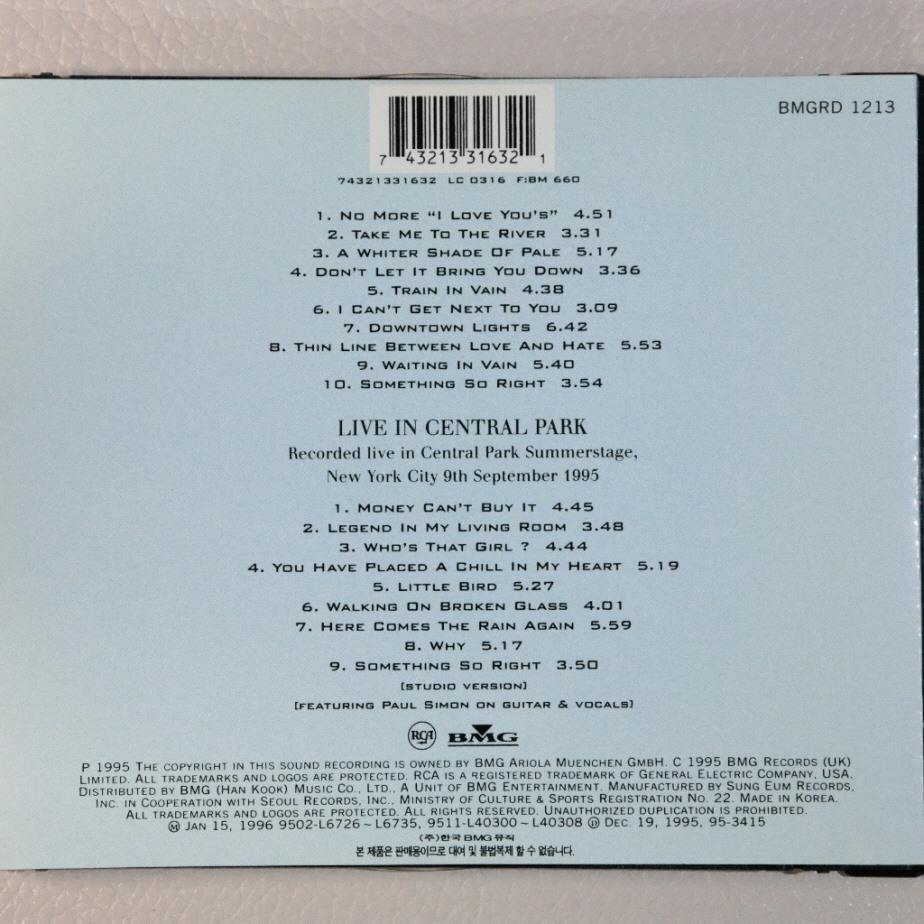 BMGRD 1213
7 43213 31632 1
74321331632 LC 0316 F:BM 660
1. No More “I Love You's” 4.51
2. Take Me To The River 3.31
3. A Whiter Shade Of Pale 5.17
4. Don't Let It Bring You Down 3.36
5. Train In Vain 4.38
6. I Can't Get Next To You 3.09
7. Downtown Lights 6.42
8. Thin Line Between Love And Hate 5.53
9. Waiting In Vain 5.40
10. Something So Right 3.54
LIVE IN CENTRAL PARK
Recorded live in Central Park Summerstage,
New York City 9th September 1995
1. Money Can't Buy It 4.45
2. Legend In My Living Room 3.48
3. Who's That Girl ? 4.44
4. You Have Placed A Chill In My Heart 5.19
5. Little Bird 5.27
6. Walking On Broken Glass 4.01
7. Here Comes The Rain Again 5.59
8. Why 5.17
9. Something So Right 3.50
[studio version]
[featuring Paul Simon on guitar & vocals]
RCA BMG
P 1995 The copyright in this sound recording is owned by BMG Ariola Muenchen GmbH. C 1995 BMG Records (UK)
Limited. All trademarks and logos are protected. RCA is a registered trademark of General Electric Company, USA.
Distributed by BMG (Han Kook) Music Co., Ltd., A Unit of BMG Entertainment. Manufactured by Sung Eum Records,
Inc. in Cooperation with Seoul Records, Inc., Ministry of Culture & Sports Registration No. 22. Made in Korea.
All trademarks and logos are protected. All rights reserved. Unauthorized duplication is prohibited.
Ⓜ Jan 15, 1996 9502-L6726~L6735, 9511-L40300~L40308 Ⓓ Dec. 19, 1995, 95-3415
(주)한국 BMG 뮤직
본 제품은 판매용이므로 대여 및 불법복제 할 수 없습니다.